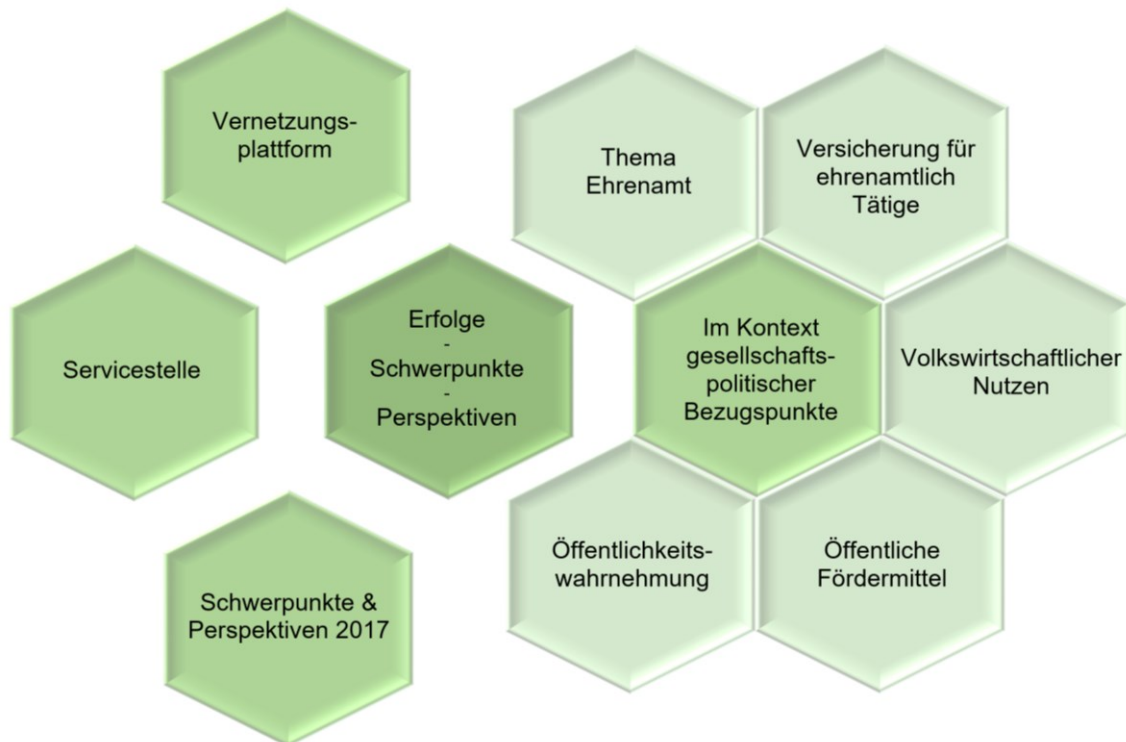 Vernetzungs-
plattform
Thema
Ehrenamt
Versicherung für
ehrenamtlich
Tätige
Servicestelle
Erfolge
-
Schwerpunkte
-
Perspektiven
Im Kontext
gesellschafts-
politischer
Bezugspunkte
Volkswirtschaftlicher
Nutzen
Schwerpunkte &
Perspektiven 2017
Öffentlichkeits-
wahrnehmung
Öffentliche
Fördermittel